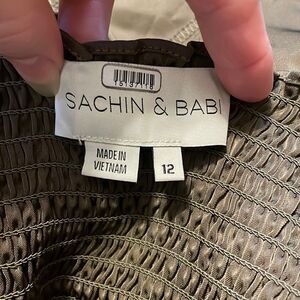 SACHIN & BABI
MADE IN
VIETNAM
12